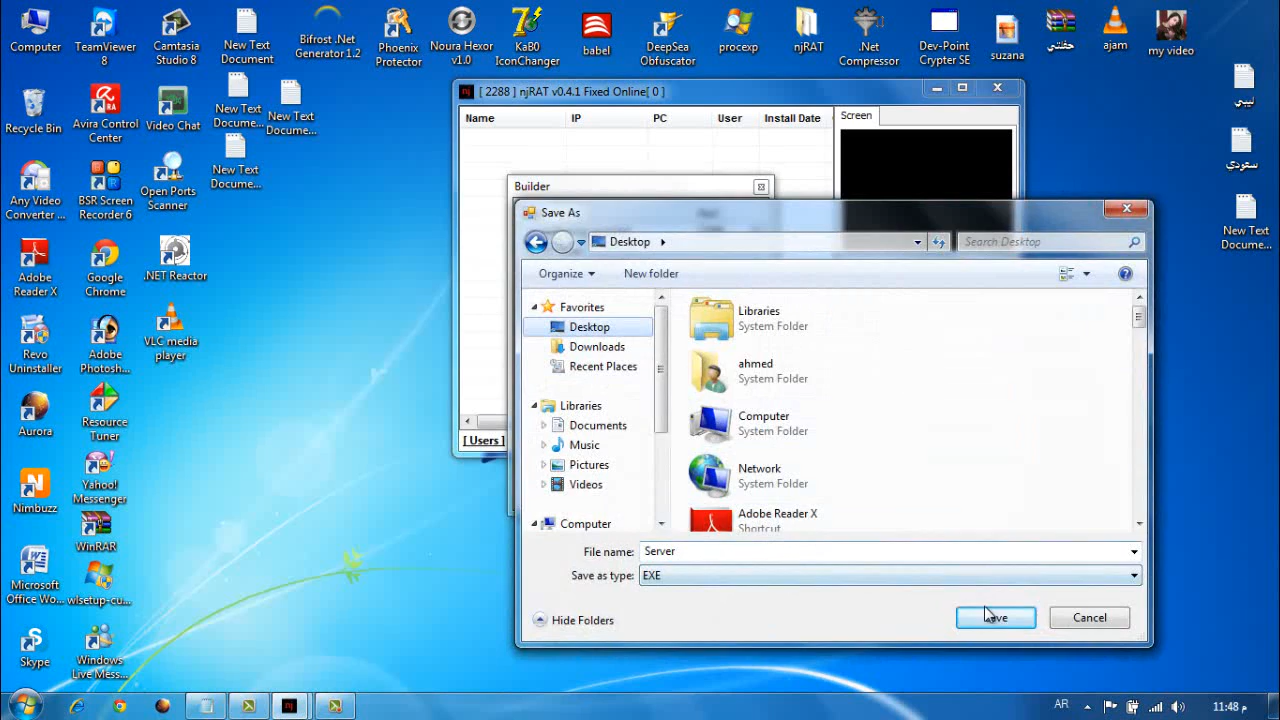 Computer
TeamViewer
8
Camtasia
Studio 8
New Text
Document
Bifrost .Net
Generator 1.2
Phoenix
Protector
Noura Hexor
v1.0
KaB0
IconChanger
babel
DeepSea
Obfuscator
procexp
njRAT
.Net
Compressor
Dev-Point
Crypter SE
suzana
حفتتي
ajam
my video
Recycle Bin
Avira Control
Center
Video Chat
New Text
Docume...
New Text
Docume...
New Text
Docume...
ليبي
سعودي
New Text
Docume...
Any Video
Converter ...
BSR Screen
Recorder 6
Open Ports
Scanner
Adobe
Reader X
Google
Chrome
.NET Reactor
Revo
Uninstaller
Adobe
Photosh...
VLC media
player
Aurora
Resource
Tuner
Nimbuzz
Yahoo!
Messenger
WinRAR
Microsoft
Office Wo...
wlsetup-cu...
Skype
Windows
Live Mess...
nj
[ 2288 ] njRAT v0.4.1 Fixed Online[ 0 ]
Name
IP
PC
User
Install Date
Screen
[ Users ]
Builder
Save As
Desktop
Search Desktop
Organize
New folder
Favorites
Desktop
Downloads
Recent Places
Libraries
Documents
Music
Pictures
Videos
Computer
Libraries
System Folder
ahmed
System Folder
Computer
System Folder
Network
System Folder
Adobe Reader X
Shortcut
File name:
Server
Save as type:
EXE
Hide Folders
Cancel
nj
AR
11:48 م